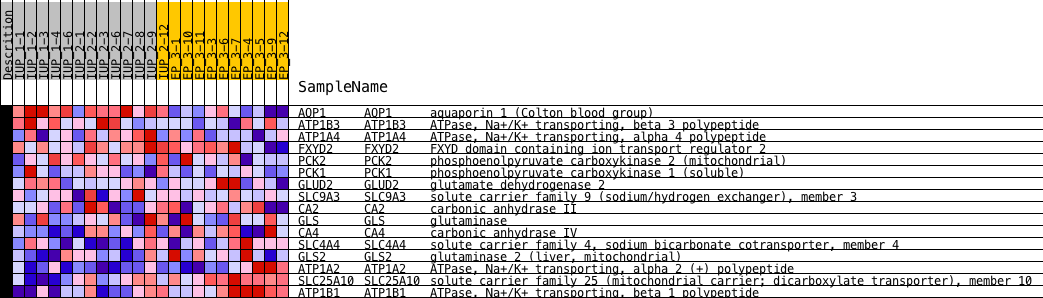 Descrition
IUP_1-1
IUP_1-2
IUP_1-3
IUP_1-4
IUP_1-6
IUP_2-1
IUP_2-2
IUP_2-3
IUP_2-6
IUP_2-7
IUP_2-8
IUP_2-9
IUP_2-12
EP_3-1
EP_3-10
EP_3-11
EP_3-3
EP_3-6
EP_3-7
EP_3-4
EP_3-5
EP_3-9
EP_3-12
SampleName
AQP1 AQP1 aquaporin 1 (Colton blood group)
ATP1B3 ATP1B3 ATPase, Na+/K+ transporting, beta 3 polypeptide
ATP1A4 ATP1A4 ATPase, Na+/K+ transporting, alpha 4 polypeptide
FXYD2 FXYD2 FXYD domain containing ion transport regulator 2
PCK2 PCK2 phosphoenolpyruvate carboxykinase 2 (mitochondrial)
PCK1 PCK1 phosphoenolpyruvate carboxykinase 1 (soluble)
GLUD2 GLUD2 glutamate dehydrogenase 2
SLC9A3 SLC9A3 solute carrier family 9 (sodium/hydrogen exchanger), member 3
CA2 CA2 carbonic anhydrase II
GLS GLS glutaminase
CA4 CA4 carbonic anhydrase IV
SLC4A4 SLC4A4 solute carrier family 4, sodium bicarbonate cotransporter, member 4
GLS2 GLS2 glutaminase 2 (liver, mitochondrial)
ATP1A2 ATP1A2 ATPase, Na+/K+ transporting, alpha 2 (+) polypeptide
SLC25A10 SLC25A10 solute carrier family 25 (mitochondrial carrier; dicarboxylate transporter), member 10
ATP1B1 ATP1B1 ATPase, Na+/K+ transporting, beta 1 polypeptide